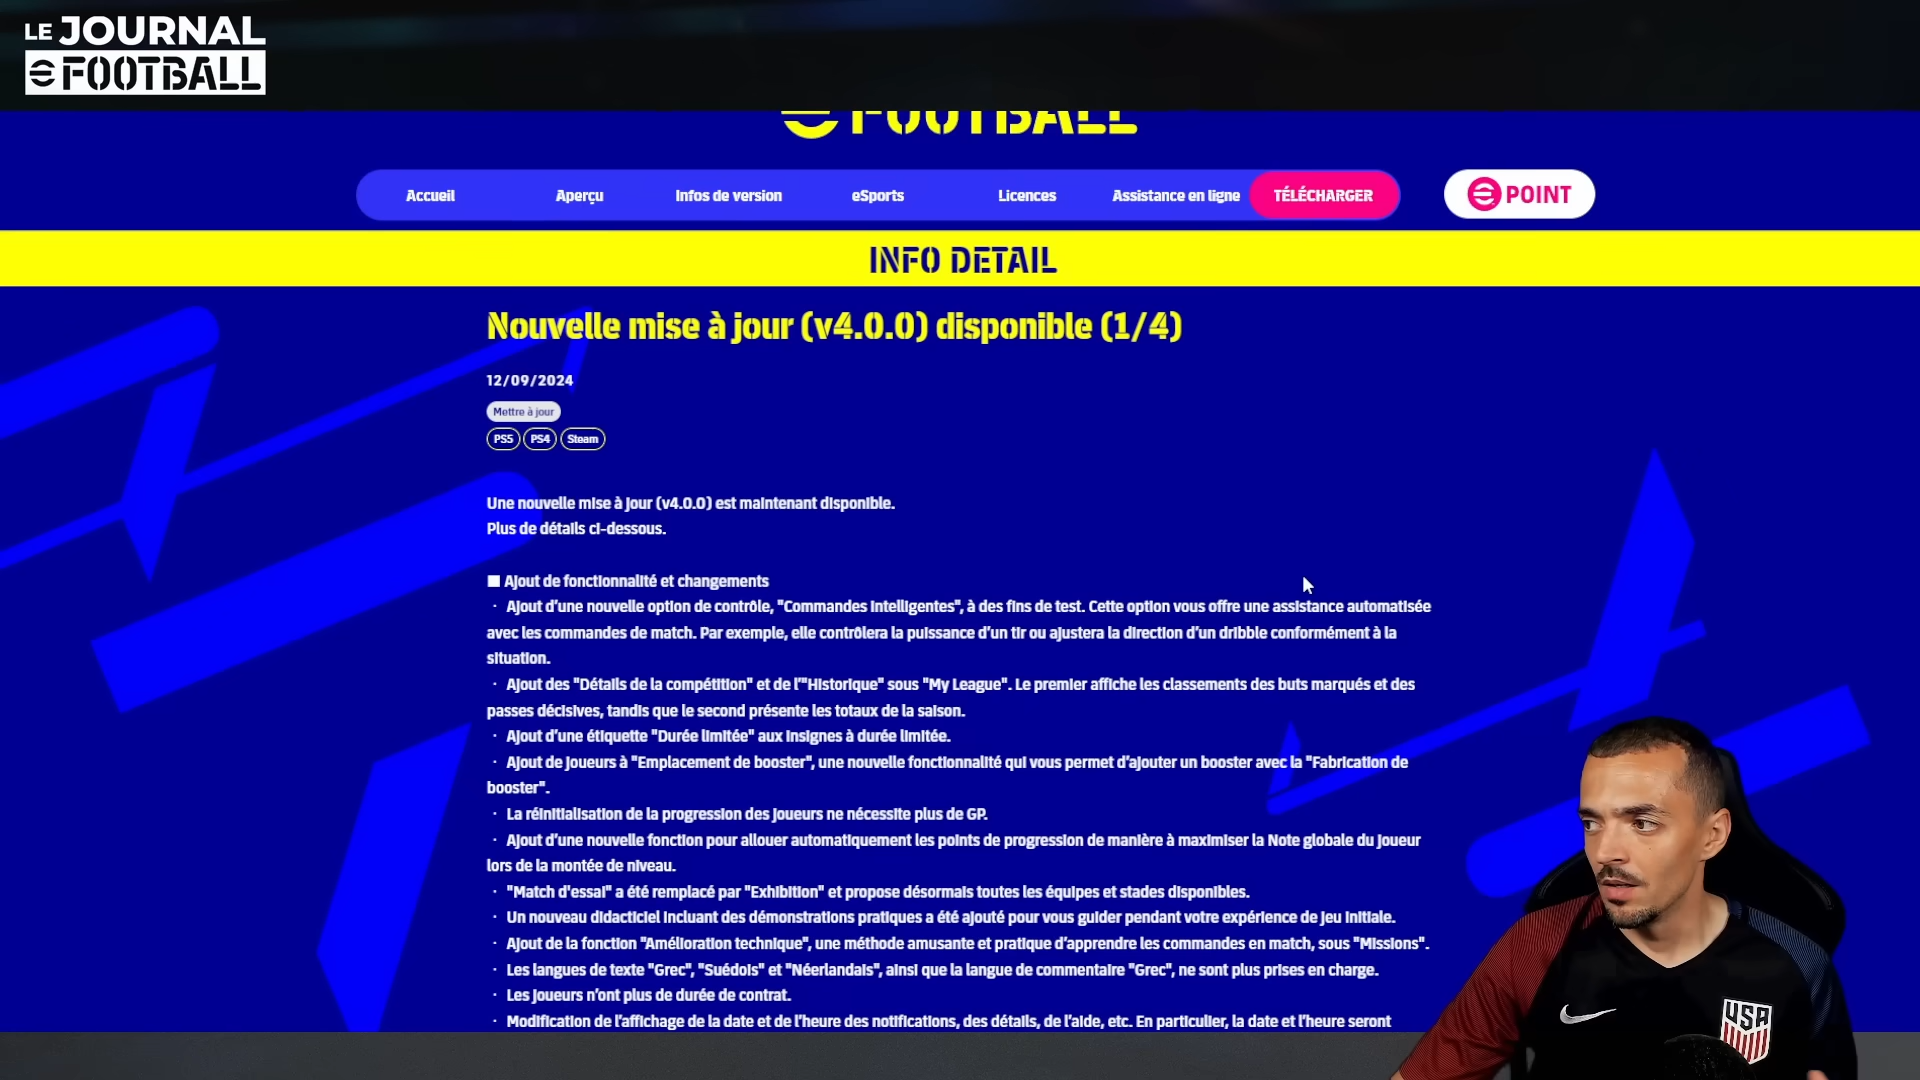 LE JOURNAL
FOOTBALL
FOOTBALL
Accueil
Aperçu
Infos de version
eSports
Licences
Assistance en ligne
TÉLÉCHARGER
POINT
INFO DETAIL
Nouvelle mise à jour (v4.0.0) disponible (1/4)
12/09/2024
Mettre à jour
PS5 PS4 Steam
Une nouvelle mise à jour (v4.0.0) est maintenant disponible.
Plus de détails ci-dessous.
■ Ajout de fonctionnalité et changements
・ Ajout d'une nouvelle option de contrôle, "Commandes Intelligentes", à des fins de test. Cette option vous offre une assistance automatisée
avec les commandes de match. Par exemple, elle contrôlera la puissance d'un tir ou ajustera la direction d'un dribble conformément à la
situation.
・ Ajout des "Détails de la compétition" et de l'"Historique" sous "My League". Le premier affiche les classements des buts marqués et des
passes décisives, tandis que le second présente les totaux de la saison.
・ Ajout d'une étiquette "Durée limitée" aux insignes à durée limitée.
・ Ajout de joueurs à "Emplacement de booster", une nouvelle fonctionnalité qui vous permet d'ajouter un booster avec la "Fabrication de
booster".
・ La réinitialisation de la progression des joueurs ne nécessite plus de GP.
・ Ajout d'une nouvelle fonction pour allouer automatiquement les points de progression de manière à maximiser la Note globale du joueur
lors de la montée de niveau.
・ "Match d'essai" a été remplacé par "Exhibition" et propose désormais toutes les équipes et stades disponibles.
・ Un nouveau didacticiel incluant des démonstrations pratiques a été ajouté pour vous guider pendant votre expérience de jeu initiale.
・ Ajout de la fonction "Amélioration technique", une méthode amusante et pratique d'apprendre les commandes en match, sous "Missions".
・ Les langues de texte "Grec", "Suédois" et "Néerlandais", ainsi que la langue de commentaire "Grec", ne sont plus prises en charge.
・ Les joueurs n'ont plus de durée de contrat.
・ Modification de l'affichage de la date et de l'heure des notifications, des détails, de l'aide, etc. En particulier, la date et l'heure seront
USA